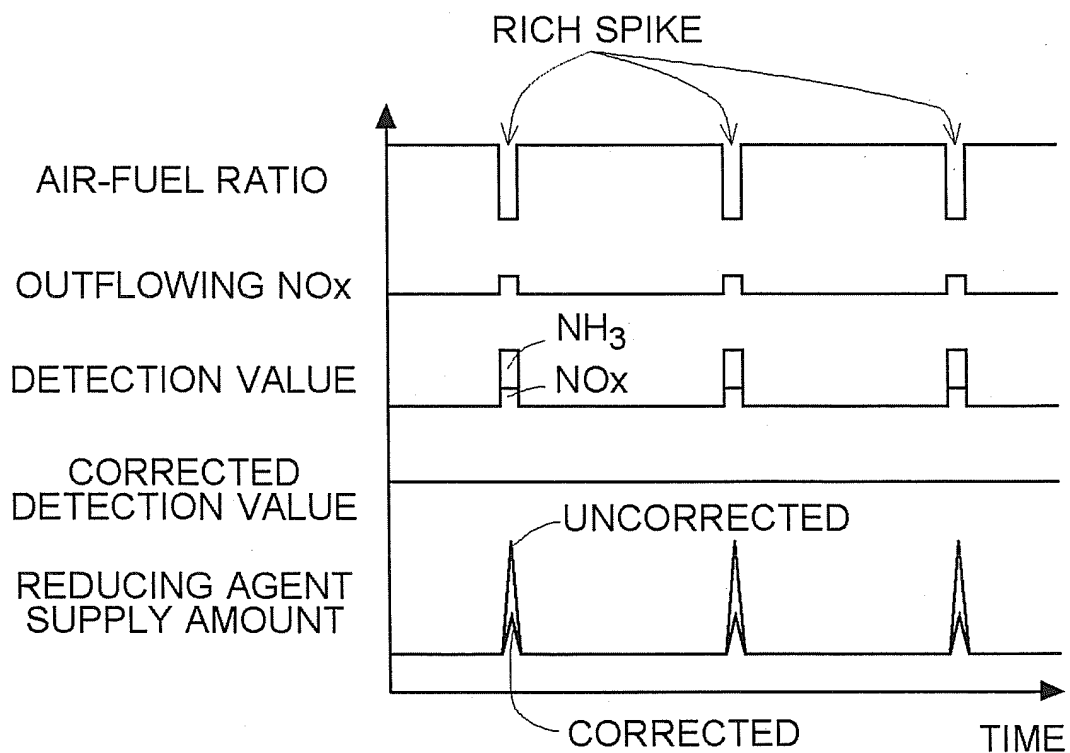 RICH SPIKE
AIR-FUEL RATIO
OUTFLOWING NOx
NH3
DETECTION VALUE
NOx
CORRECTED
DETECTION VALUE
UNCORRECTED
REDUCING AGENT
SUPPLY AMOUNT
CORRECTED
TIME